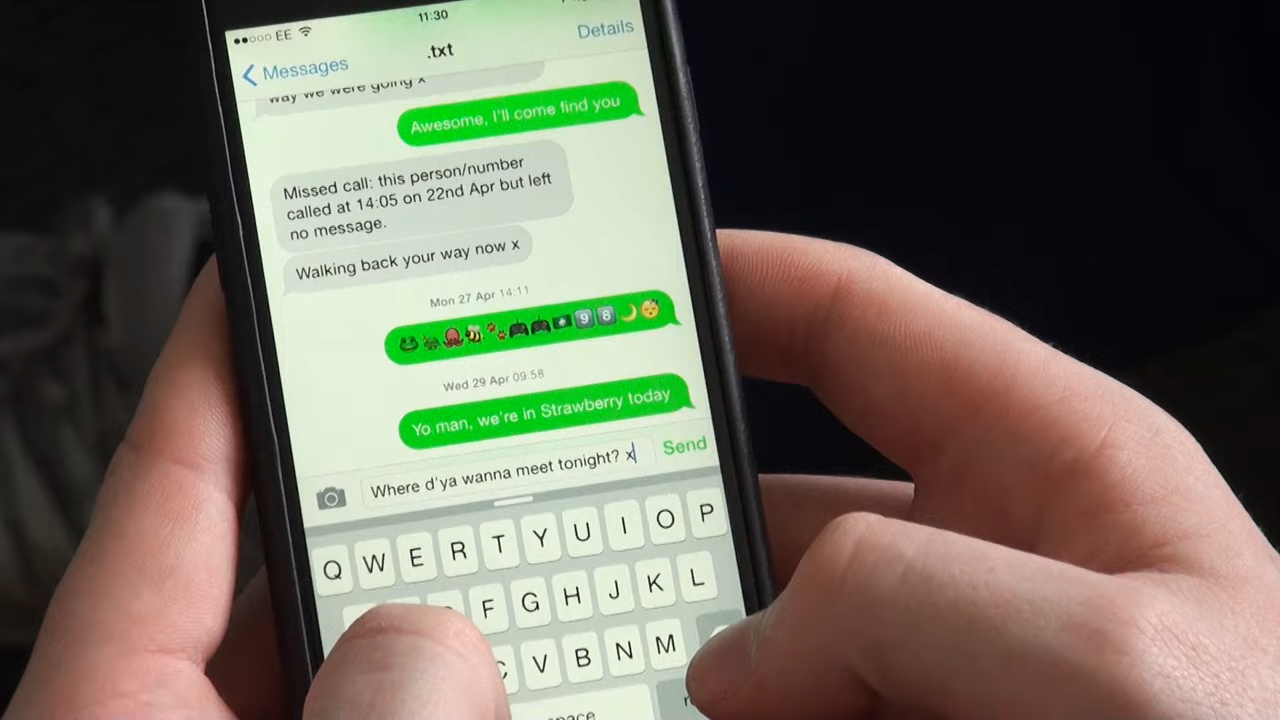 11:30
EE
Messages
.txt
Details
way we were going x
Awesome, I'll come find you
Missed call: this person/number
called at 14:05 on 22nd Apr but left
no message.
Walking back your way now x
Mon 27 Apr 14:11
🐸🐢🐙🐝🐾🎮🎮🎴9️⃣8️⃣🌙😴
Wed 29 Apr 09:58
Yo man, we're in Strawberry today
Where d'ya wanna meet tonight? x
Send
Q W E R T Y U I O P
F G H J K L
C V B N M
space